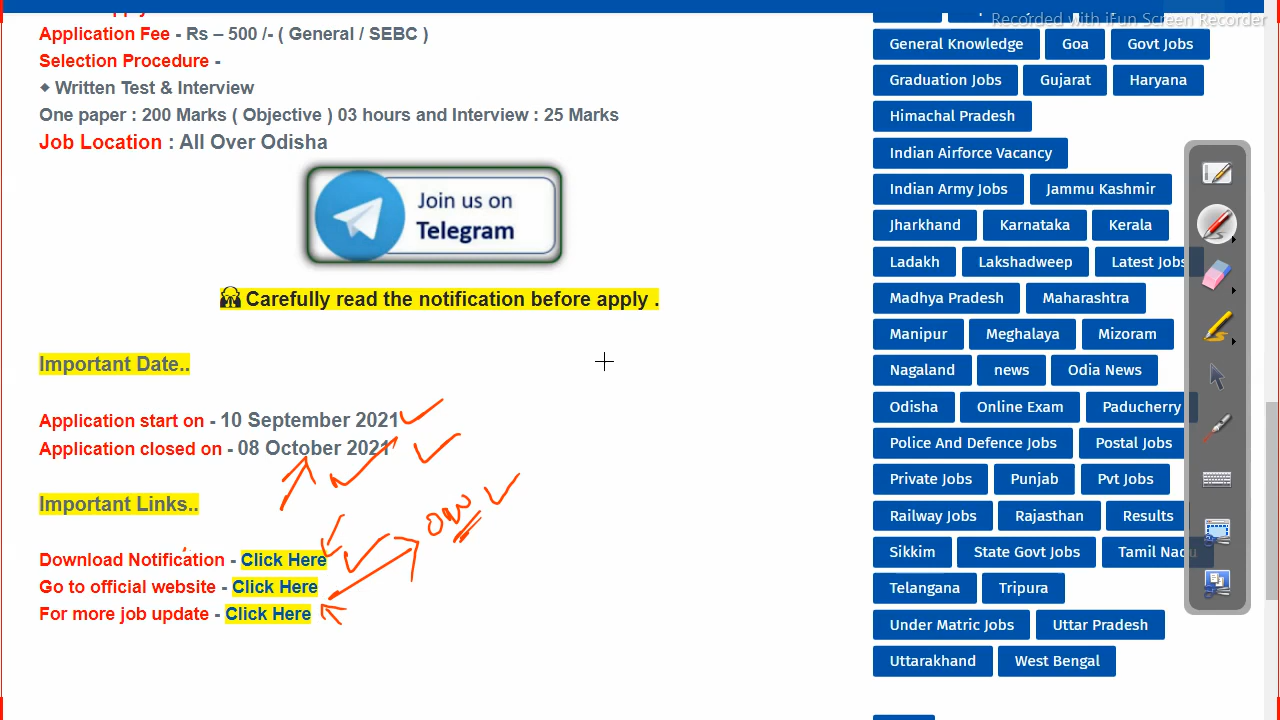 Recorded with iFun Screen Recorder
Application Fee - Rs – 500 /- ( General / SEBC )
Selection Procedure -
◆ Written Test & Interview
One paper : 200 Marks ( Objective ) 03 hours and Interview : 25 Marks
Job Location : All Over Odisha
Join us on
Telegram
Carefully read the notification before apply .
Important Date..
Application start on - 10 September 2021
Application closed on - 08 October 2021
Important Links..
Download Notification - Click Here
Go to official website - Click Here
For more job update - Click Here
General Knowledge Goa Govt Jobs
Graduation Jobs Gujarat Haryana
Himachal Pradesh
Indian Airforce Vacancy
Indian Army Jobs Jammu Kashmir
Jharkhand Karnataka Kerala
Ladakh Lakshadweep Latest Jobs
Madhya Pradesh Maharashtra
Manipur Meghalaya Mizoram
Nagaland news Odia News
Odisha Online Exam Paducherry
Police And Defence Jobs Postal Jobs
Private Jobs Punjab Pvt Jobs
Railway Jobs Rajasthan Results
Sikkim State Govt Jobs Tamil Nadu
Telangana Tripura
Under Matric Jobs Uttar Pradesh
Uttarakhand West Bengal